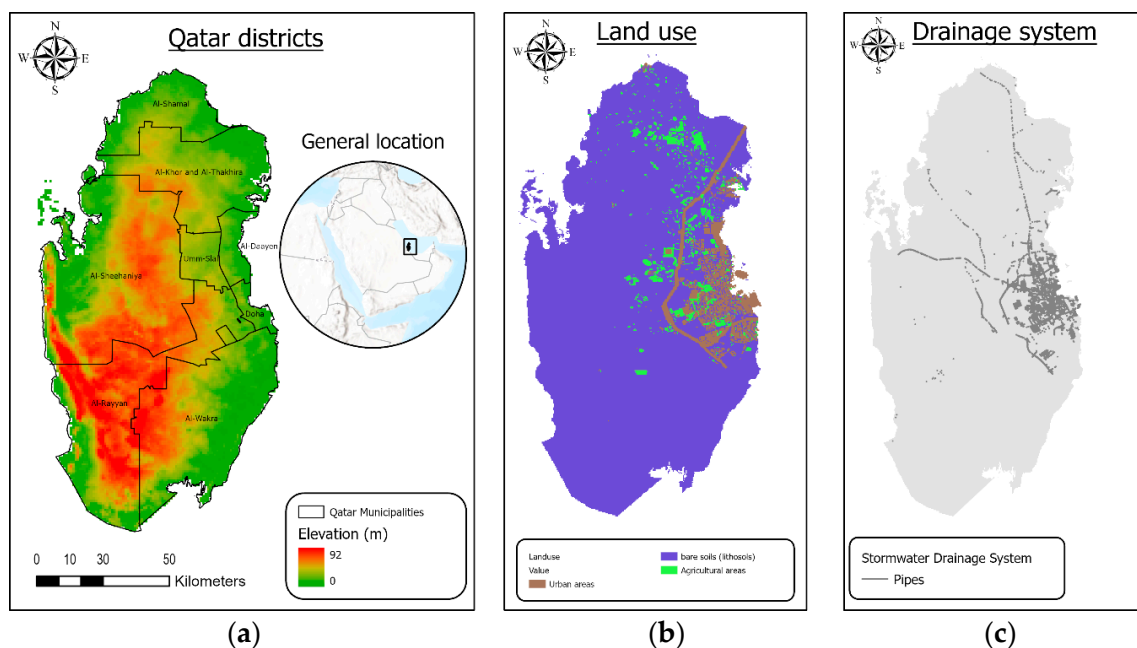 Qatar districts
N
W
E
S
Al-Shamal
General location
Al-Khor and Al-Thakhira
Al-Daayen
Umm-Slal
Al-Sheehaniya
Doha
Al-Rayyan
Al-Wakra
Qatar Municipalities
Elevation (m)
92
0
0 10 20 30 50
Kilometers
(a)
Land use
N
W
E
S
Landuse
Value
Urban areas
bare soils (lithosols)
Agricultural areas
(b)
Drainage system
N
W
E
S
Stormwater Drainage System
Pipes
(c)